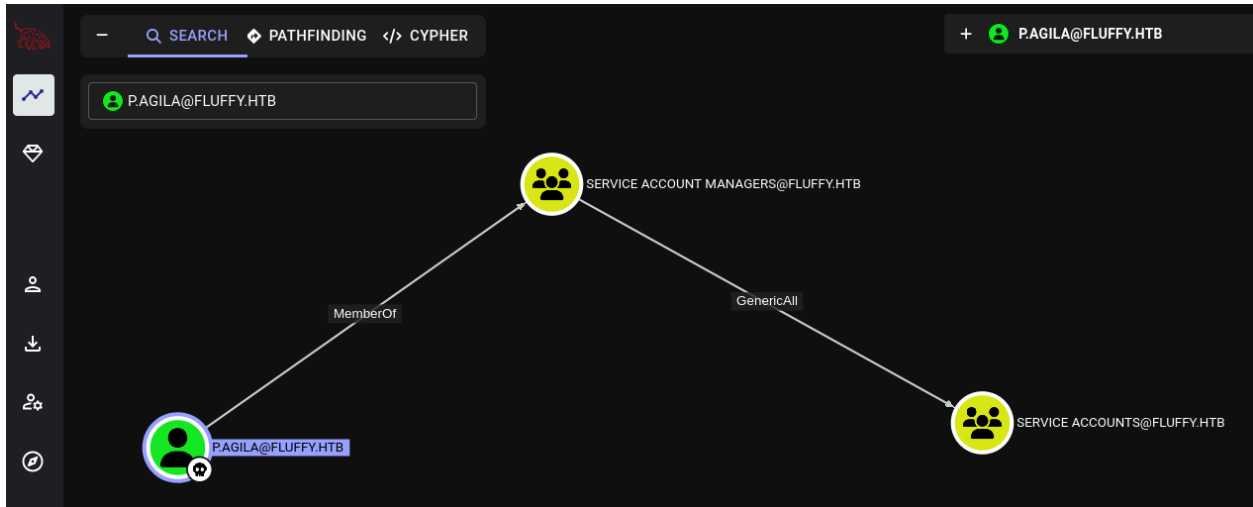 SEARCH PATHFINDING </> CYPHER
+ P.AGILA@FLUFFY.HTB
P.AGILA@FLUFFY.HTB
SERVICE ACCOUNT MANAGERS@FLUFFY.HTB
GenericAll
MemberOf
SERVICE ACCOUNTS@FLUFFY.HTB
P.AGILA@FLUFFY.HTB